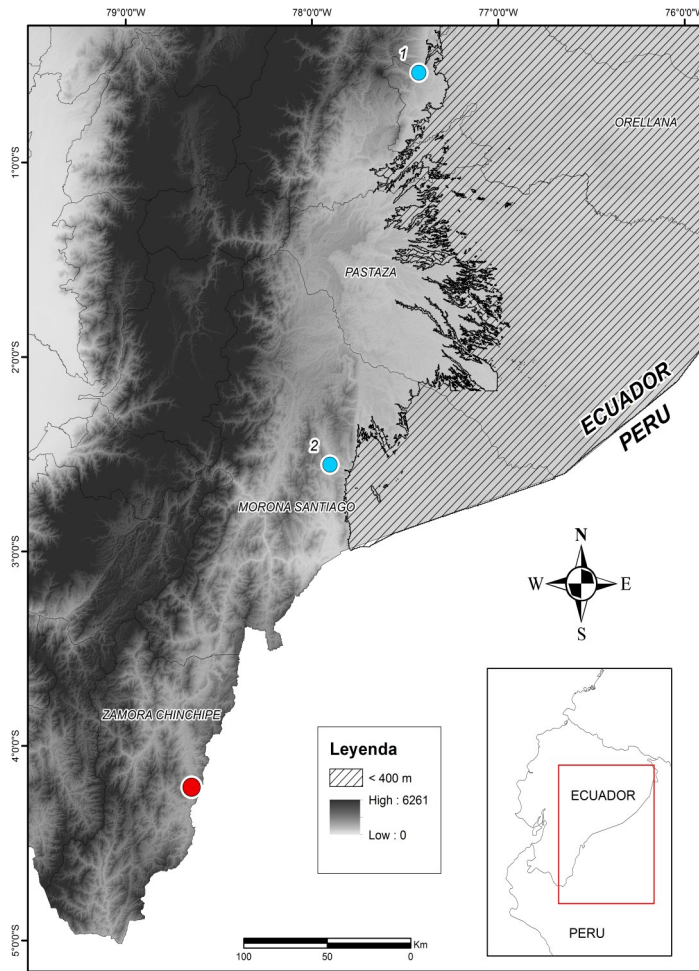 79°0'0"W 78°0'0"W 77°0'0"W 76°0'0"W
1
ORELLANA
1°0'0"S
PASTAZA
2°0'0"S
ECUADOR
PERU
2
MORONA SANTIAGO
3°0'0"S
N
W E
S
ZAMORA CHINCHIPE
4°0'0"S
Leyenda
< 400 m
High : 6261
Low : 0
ECUADOR
PERU
5°0'0"S
Km
100 50 0